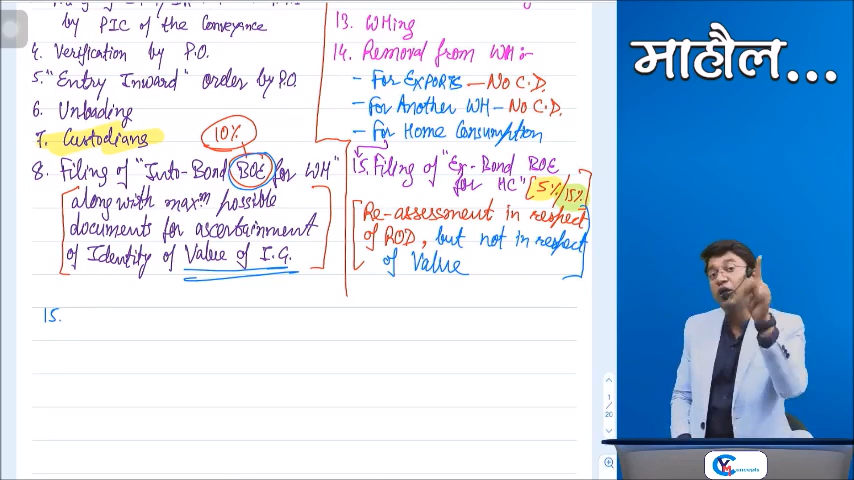 by PIC of the Conveyance
4. Verification by P.O.
5. "Entry Inward" order by P.O
6. Unloading
7. Custodians
10%
8. Filing of "Into-Bond BOE for WH"
along with maxᵐ possible
documents for ascertainment
of Identity of Value of I.G.
15.
13. WHing
14. Removal from WH:-
- For EXPORTS - No C.D.
- For Another WH - No C.D.
- For Home Consumption
15. Filing of "Ex-Bond BOE
for HC" [5%/15%]
Re-assessment in respect
of ROD, but not in respect
of Value
माहौल...
1
/
20
Concepts